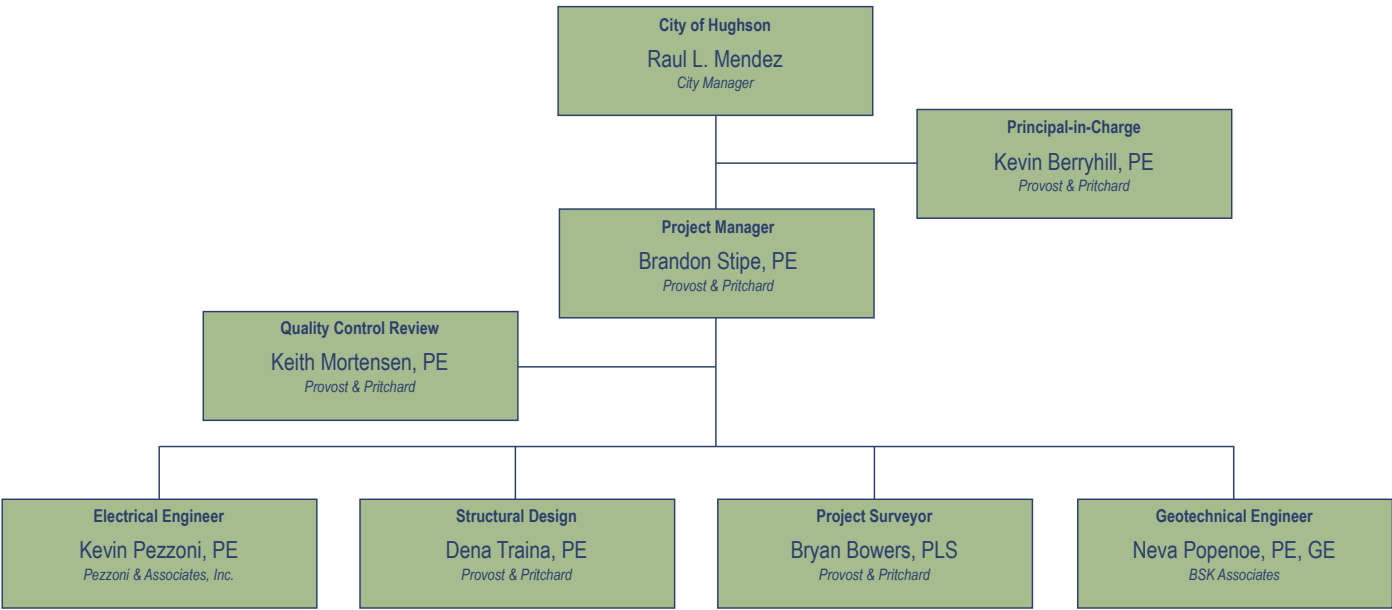 City of Hughson
Raul L. Mendez
City Manager
Principal-in-Charge
Kevin Berryhill, PE
Provost & Pritchard
Project Manager
Brandon Stipe, PE
Provost & Pritchard
Quality Control Review
Keith Mortensen, PE
Provost & Pritchard
Electrical Engineer
Kevin Pezzoni, PE
Pezzoni & Associates, Inc.
Structural Design
Dena Traina, PE
Provost & Pritchard
Project Surveyor
Bryan Bowers, PLS
Provost & Pritchard
Geotechnical Engineer
Neva Popenoe, PE, GE
BSK Associates